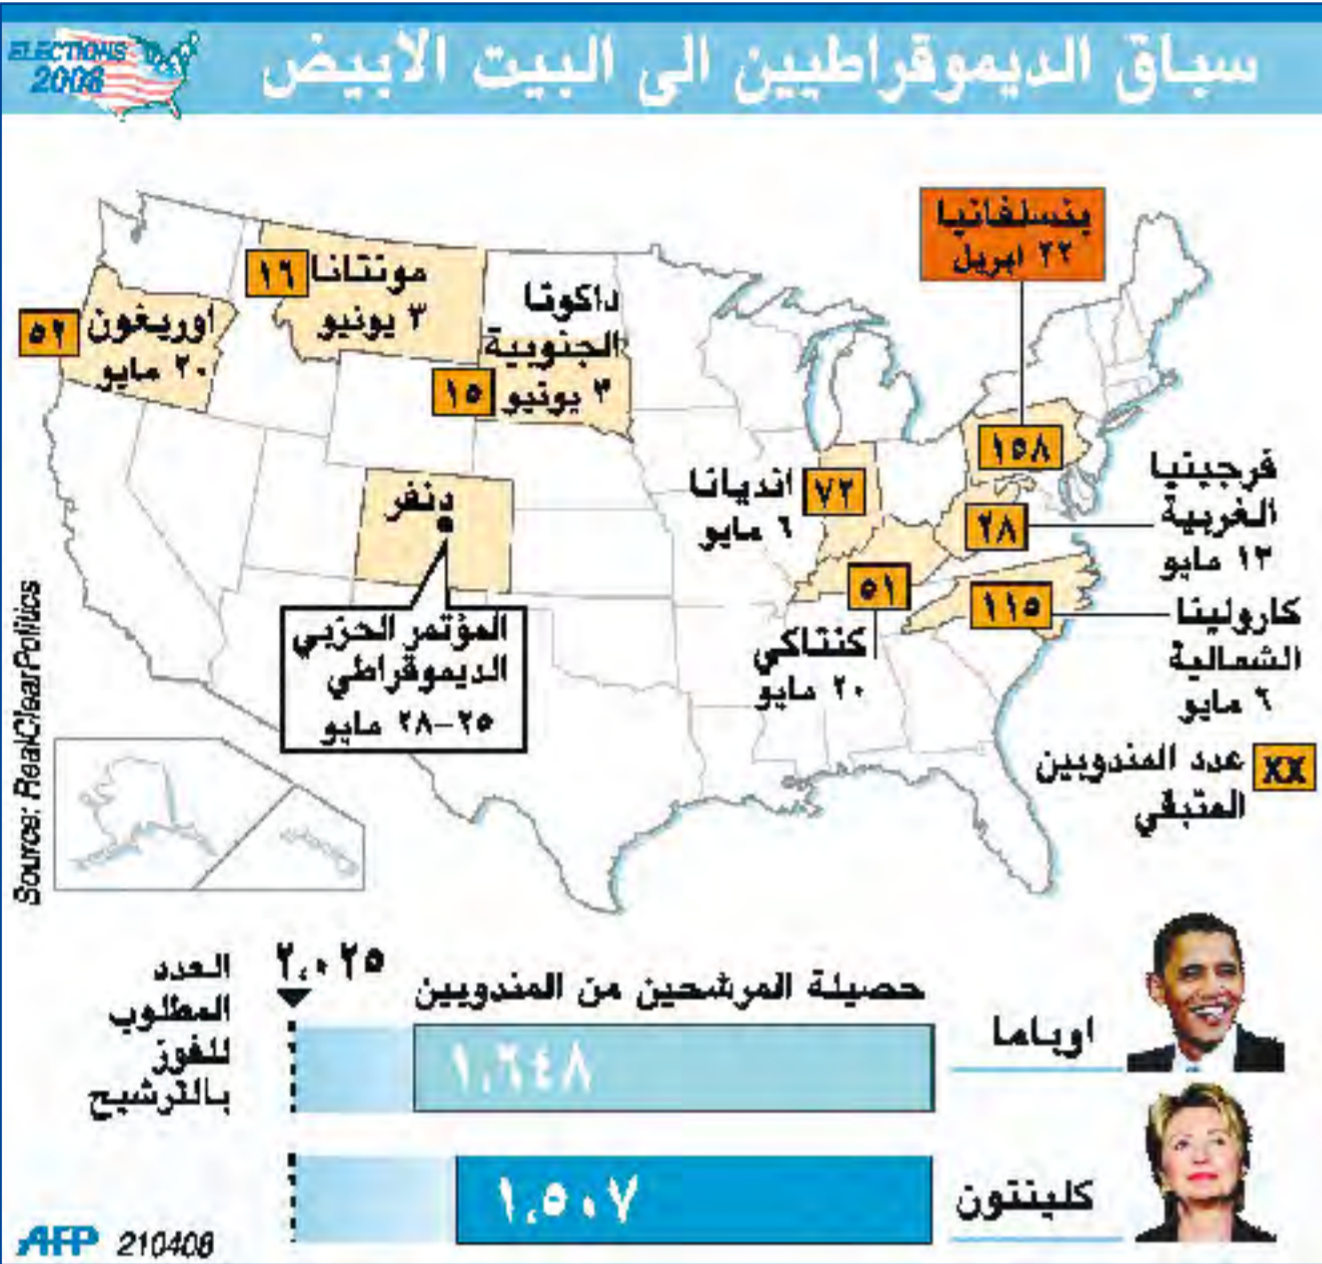 ELECTIONS
2008
سباق الديموقراطيين الى البيت الابيض
بنسلفانيا
٢٢ ابريل
١٥٨
مونتانا
٣ يونيو
١٦
داكوتا
الجنوبية
٣ يونيو
١٥
اوريغون
٢٠ مايو
٥٢
انديانا
٦ مايو
٧٢
فرجينيا
الغربية
١٣ مايو
٢٨
دنفر
المؤتمر الحزبي
الديموقراطي
٢٥-٢٨ مايو
كنتاكي
٢٠ مايو
٥١
كارولينا
الشمالية
٦ مايو
١١٥
XX
عدد المندوبين
المتبقي
Source: RealClearPolitics
حصيلة المرشحين من المندوبين
٢،٠٢٥
العدد
المطلوب
للفوز
بالترشيح
اوباما
١،٦٤٨
كلينتون
١،٥٠٧
AFP 210408